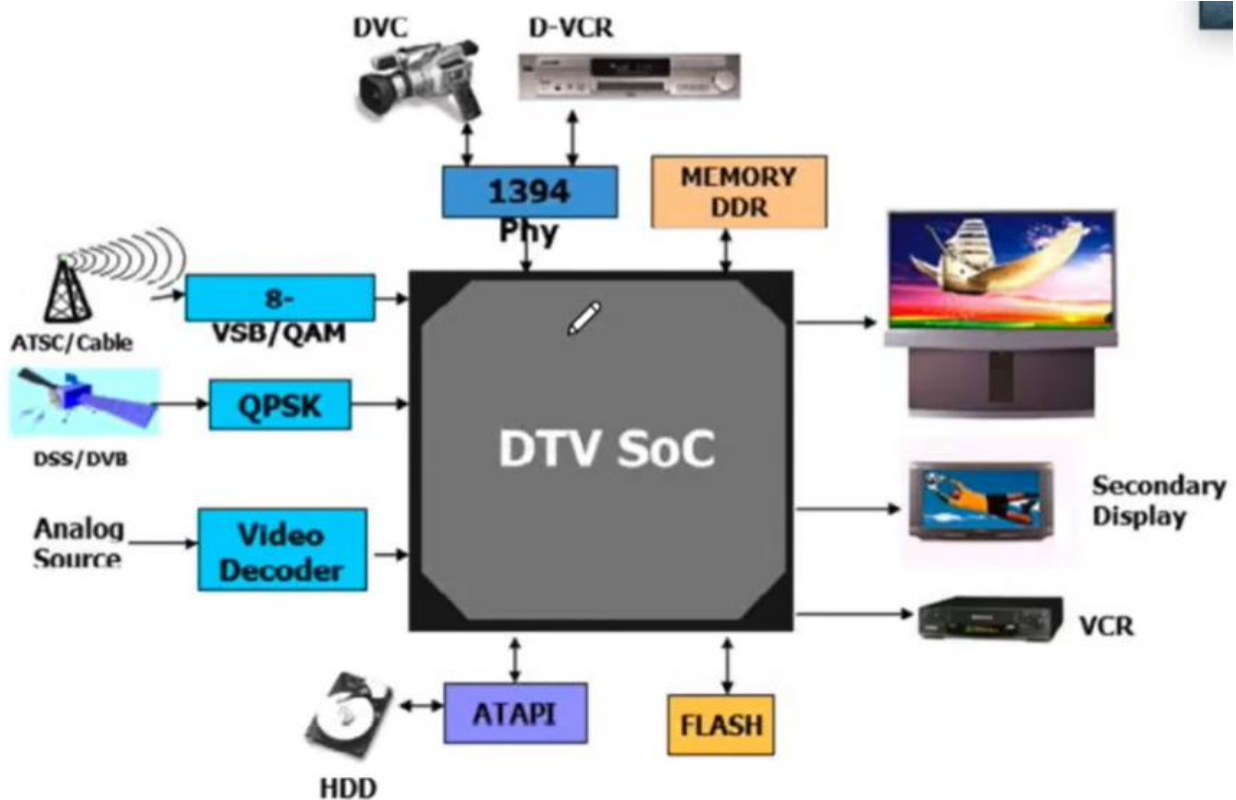 DVC
D-VCR
1394
Phy
MEMORY
DDR
8-
VSB/QAM
ATSC/Cable
QPSK
DSS/DVB
DTV SoC
Analog
Source
Video
Decoder
Secondary
Display
VCR
ATAPI
FLASH
HDD